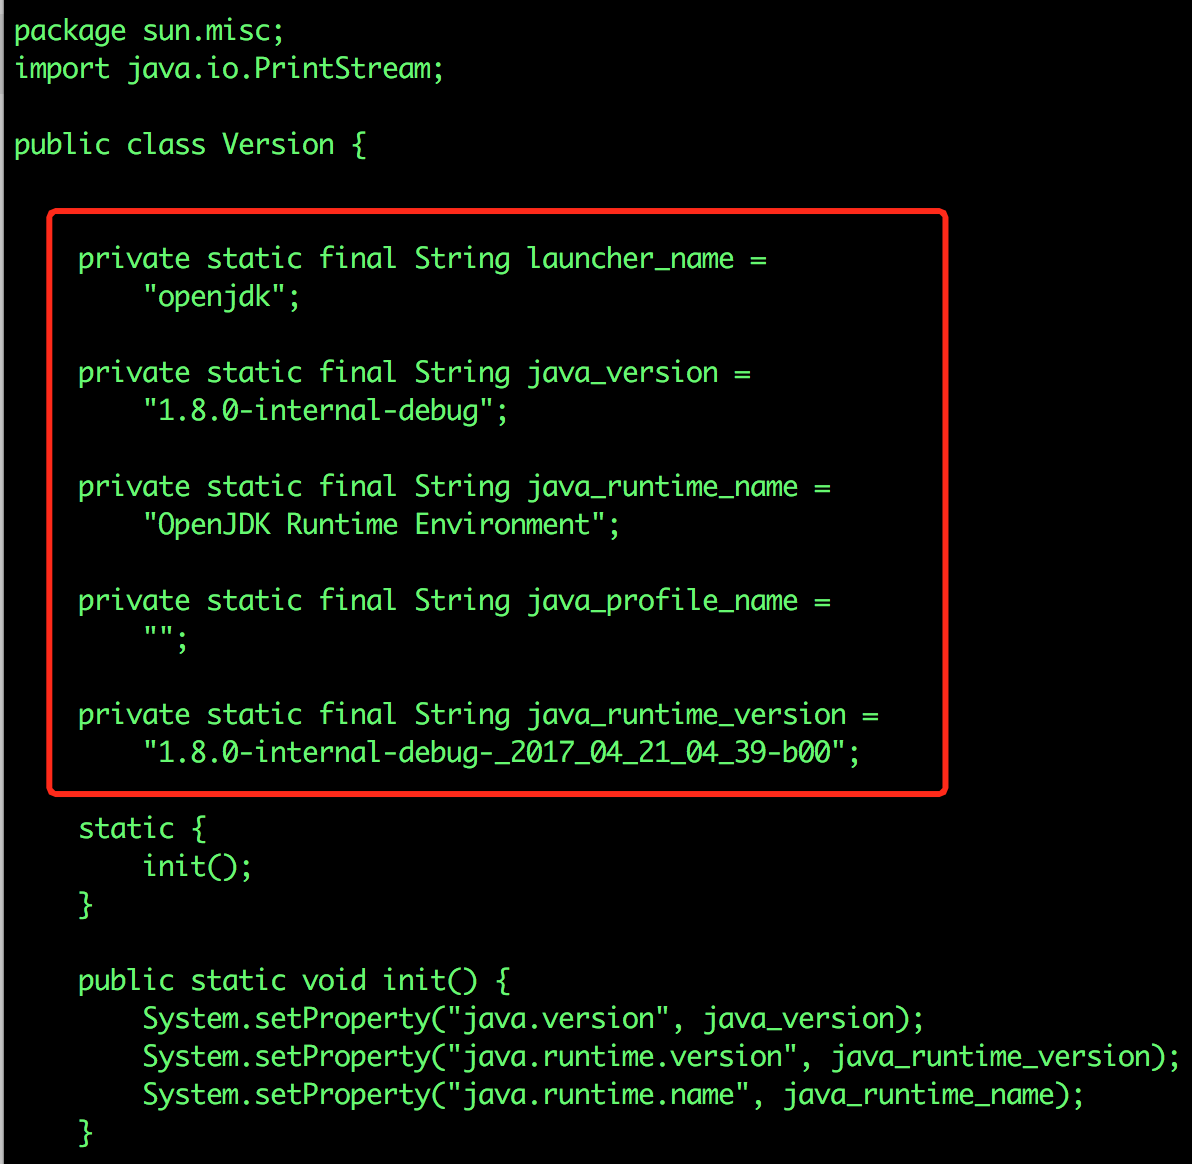 package sun.misc;
import java.io.PrintStream;
public class Version {
private static final String launcher_name =
"openjdk";
private static final String java_version =
"1.8.0-internal-debug";
private static final String java_runtime_name =
"OpenJDK Runtime Environment";
private static final String java_profile_name =
"";
private static final String java_runtime_version =
"1.8.0-internal-debug-_2017_04_21_04_39-b00";
static {
init();
}
public static void init() {
System.setProperty("java.version", java_version);
System.setProperty("java.runtime.version", java_runtime_version);
System.setProperty("java.runtime.name", java_runtime_name);
}